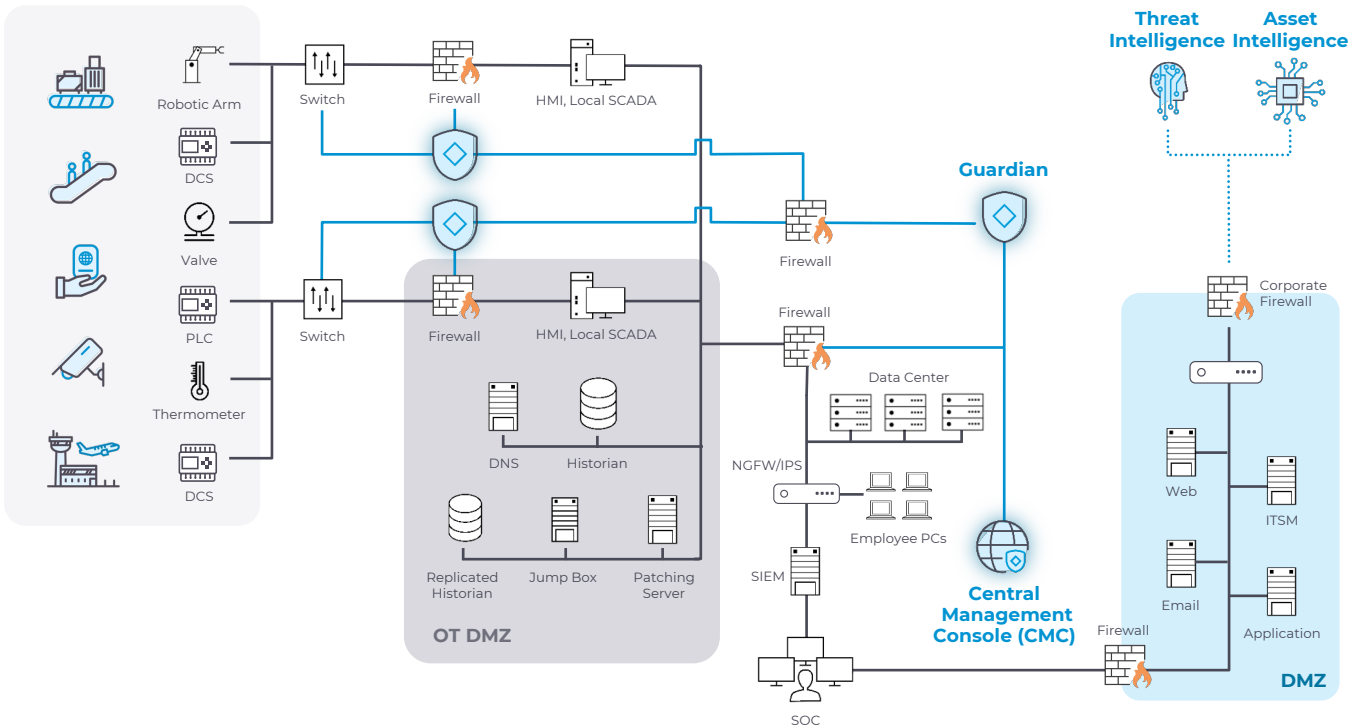 Threat
Intelligence
Asset
Intelligence
Robotic Arm
Switch
Firewall
HMI, Local SCADA
DCS
Valve
Guardian
Firewall
PLC
Switch
Firewall
HMI, Local SCADA
Firewall
Corporate
Firewall
Thermometer
Data Center
DNS
Historian
NGFW/IPS
DCS
Web
ITSM
Employee PCs
Replicated
Historian
Jump Box
Patching
Server
SIEM
Central
Management
Console (CMC)
Email
Application
OT DMZ
Firewall
DMZ
SOC